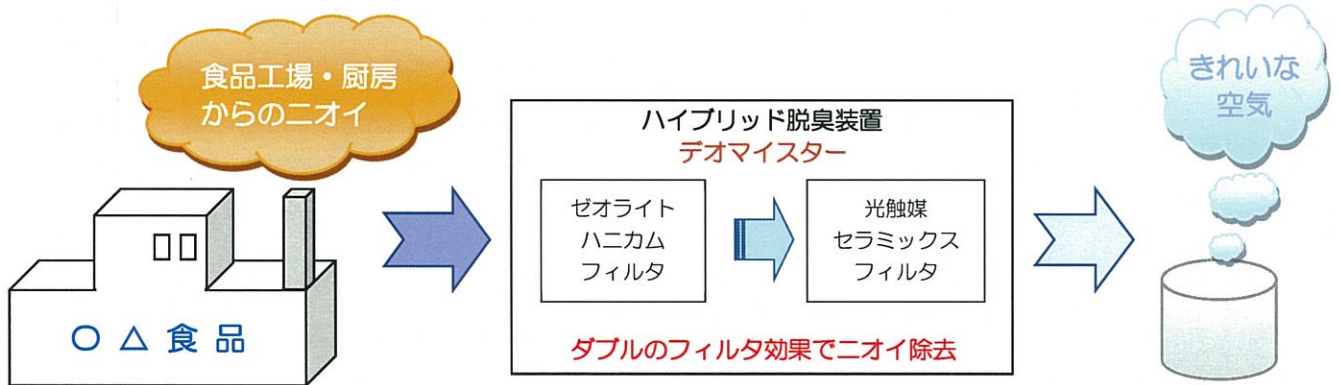 食品工場・厨房
からのニオイ
○△食品
ハイブリッド脱臭装置
デオマイスター
ゼオライト
ハニカム
フィルタ
光触媒
セラミックス
フィルタ
ダブルのフィルタ効果でニオイ除去
きれいな
空気